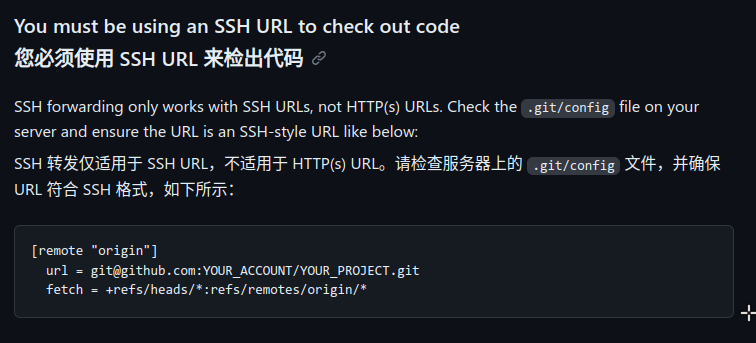 You must be using an SSH URL to check out code
您必须使用 SSH URL 来检出代码
SSH forwarding only works with SSH URLs, not HTTP(s) URLs. Check the .git/config file on your
server and ensure the URL is an SSH-style URL like below:
SSH 转发仅适用于 SSH URL，不适用于 HTTP(s) URL。请检查服务器上的 .git/config 文件，并确保
URL 符合 SSH 格式，如下所示：
[remote "origin"]
  url = git@github.com:YOUR_ACCOUNT/YOUR_PROJECT.git
  fetch = +refs/heads/*:refs/remotes/origin/*